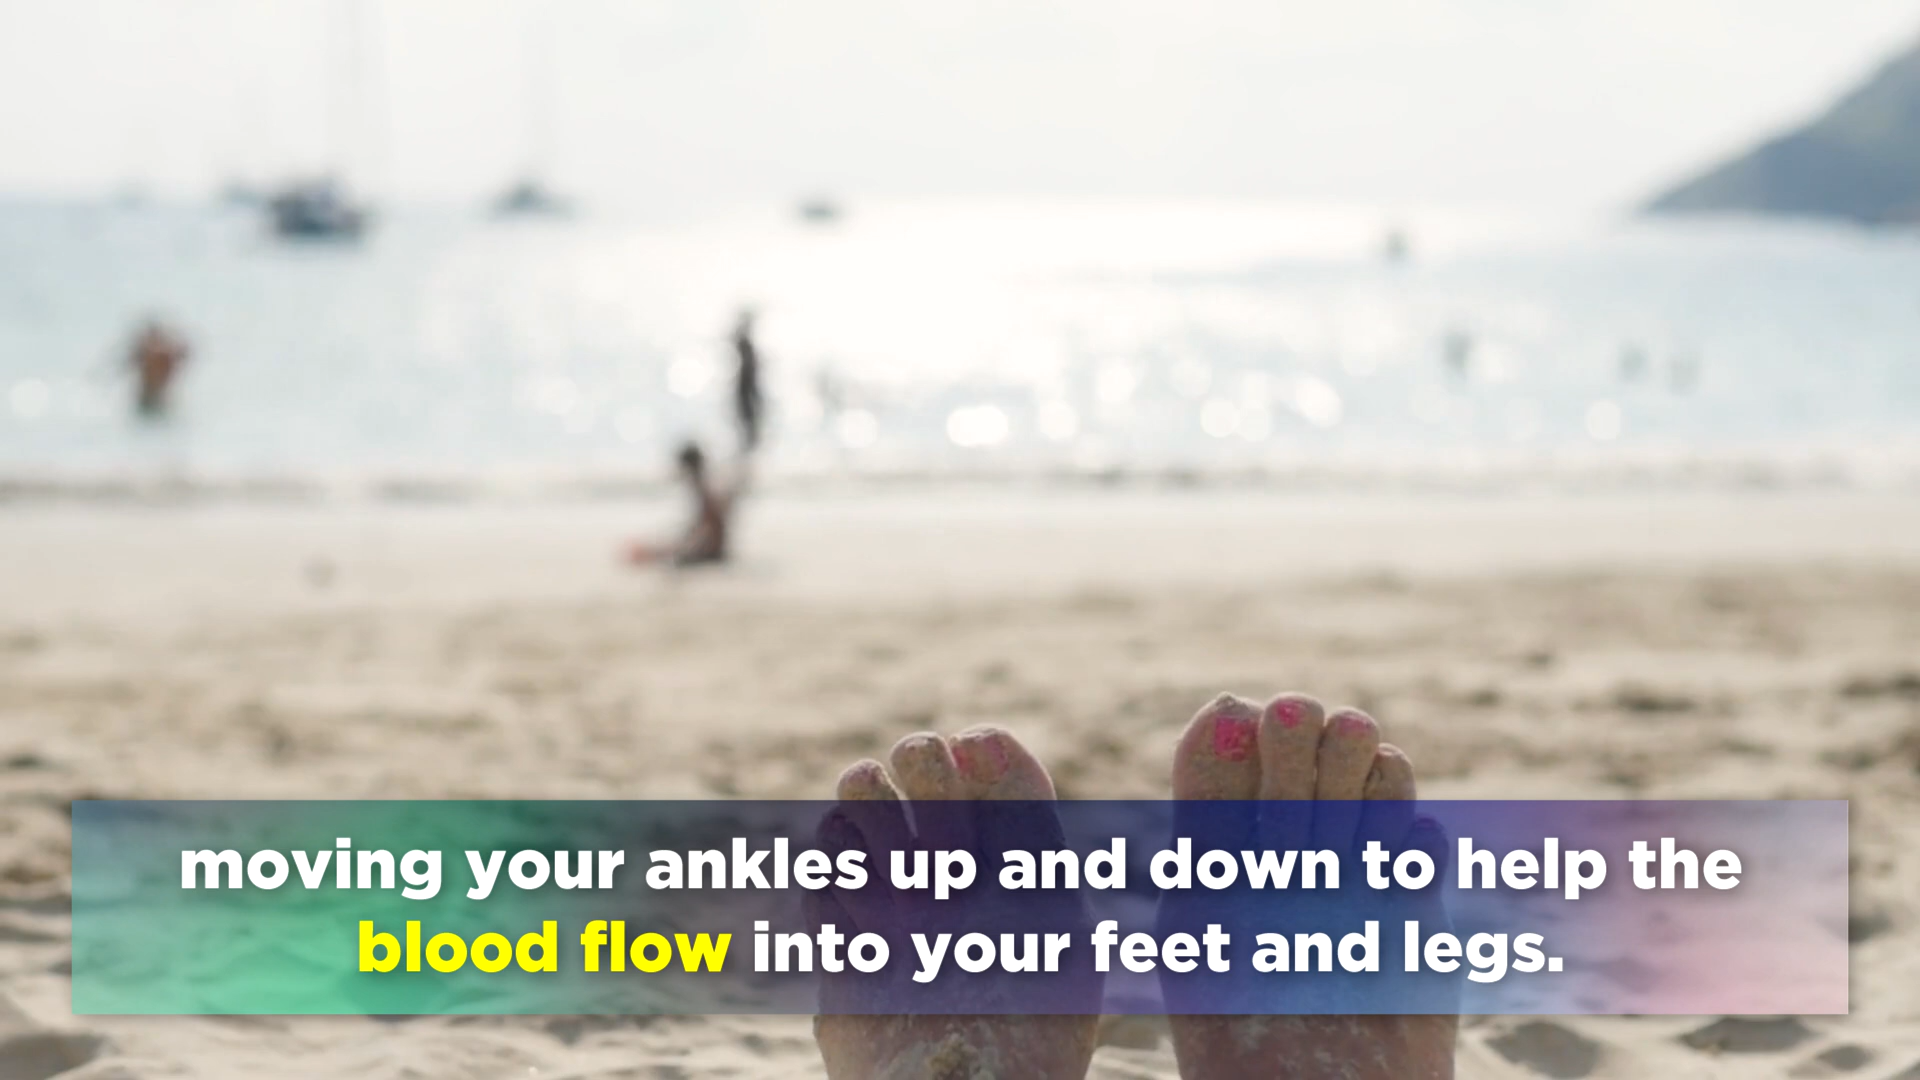 moving your ankles up and down to help the
blood flow into your feet and legs.